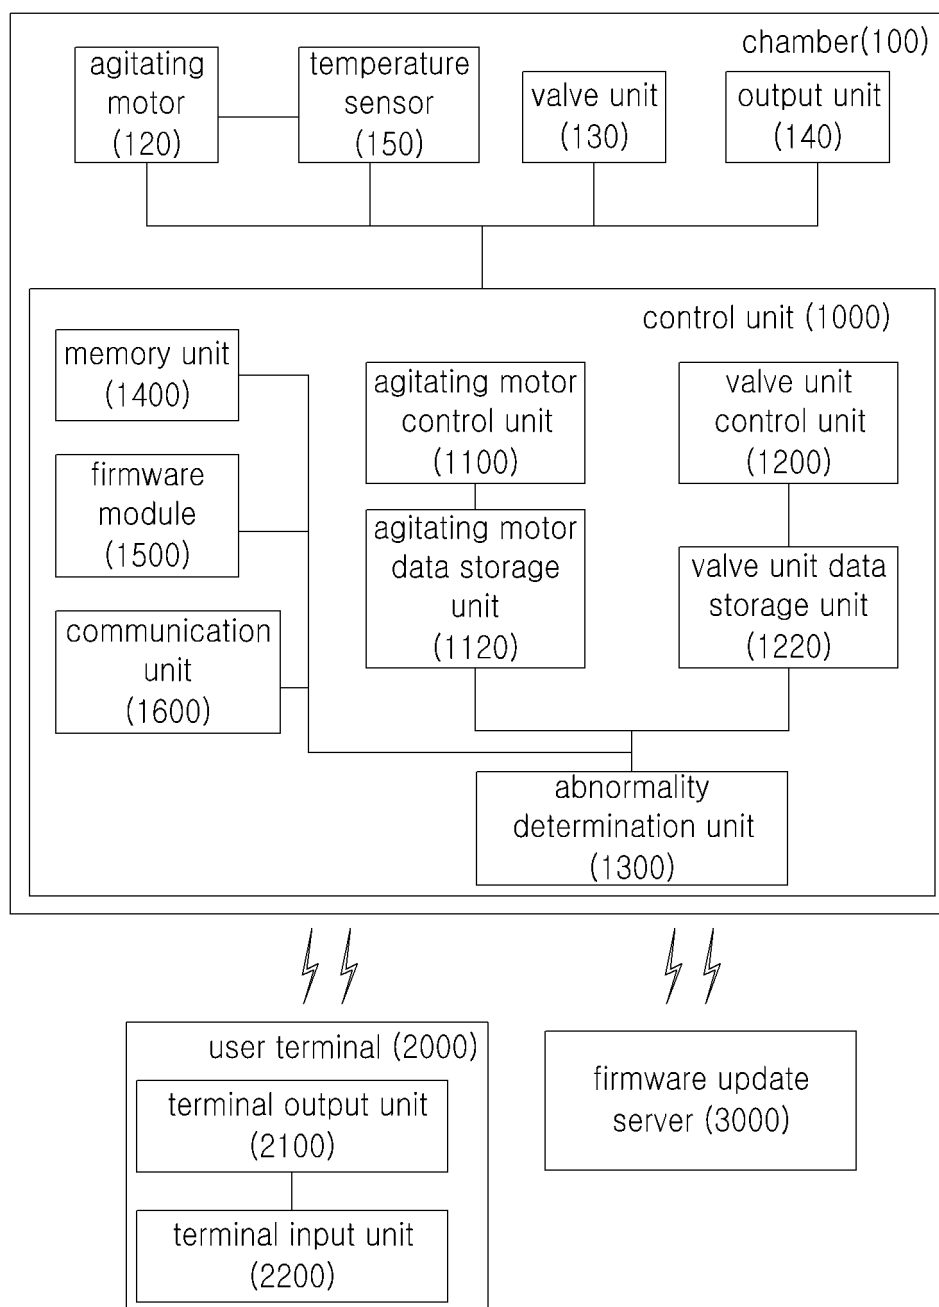 chamber(100)
agitating
motor
(120)
temperature
sensor
(150)
valve unit
(130)
output unit
(140)
control unit (1000)
memory unit
(1400)
firmware
module
(1500)
communication
unit
(1600)
agitating motor
control unit
(1100)
agitating motor
data storage
unit
(1120)
valve unit
control unit
(1200)
valve unit data
storage unit
(1220)
abnormality
determination unit
(1300)
user terminal (2000)
terminal output unit
(2100)
terminal input unit
(2200)
firmware update
server (3000)